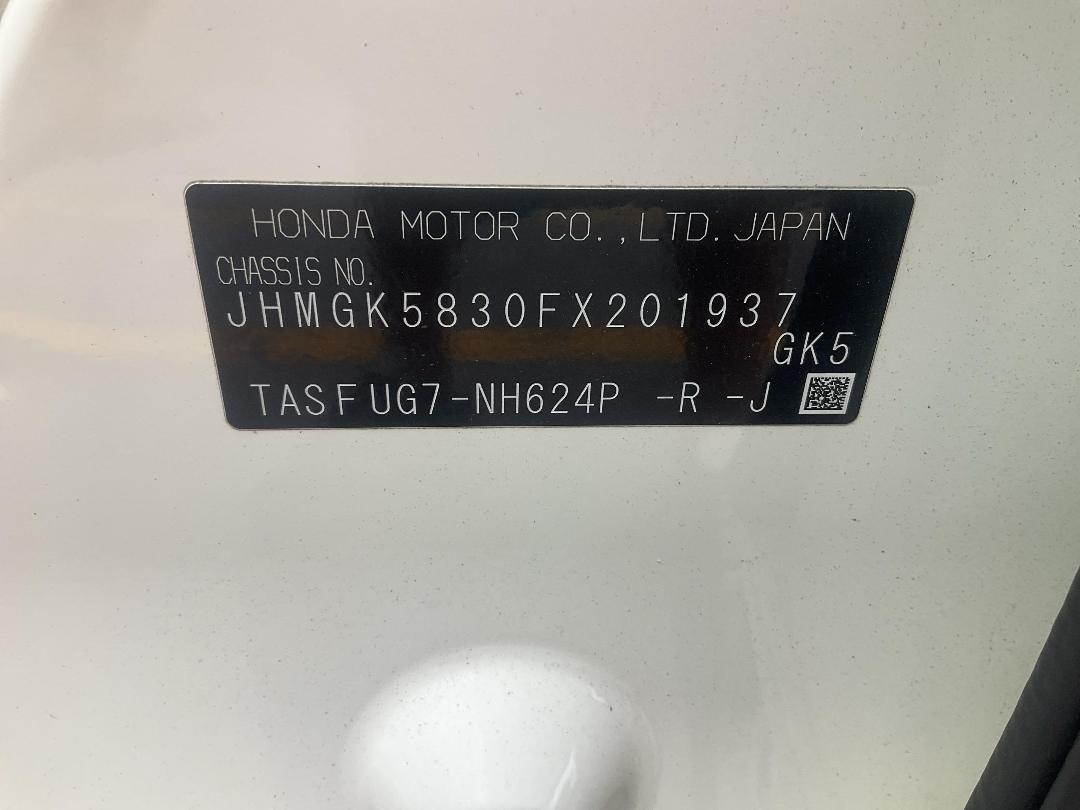 HONDA MOTOR CO.,LTD. JAPAN
CHASSIS NO.
JHMGK5830FX201937
GK5
TASFUG7-NH624P -R -J